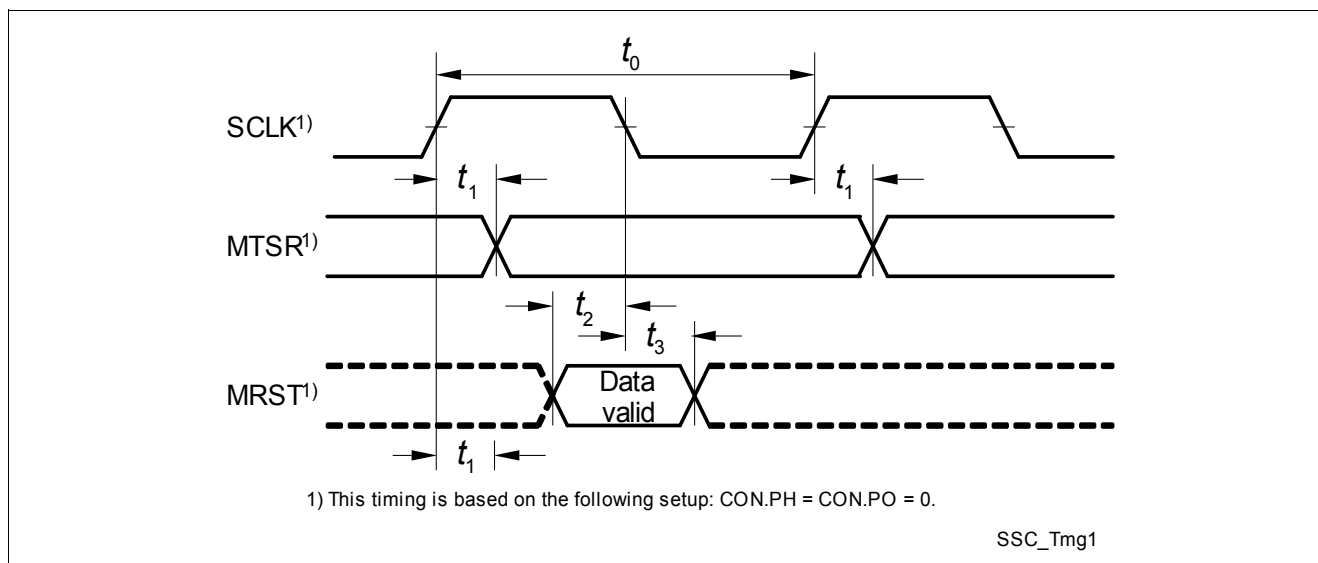 t0
SCLK1)
t1
t1
MTSR1)
t2
t3
MRST1)
Data
valid
t1
1) This timing is based on the following setup: CON.PH = CON.PO = 0.
SSC_Tmg1